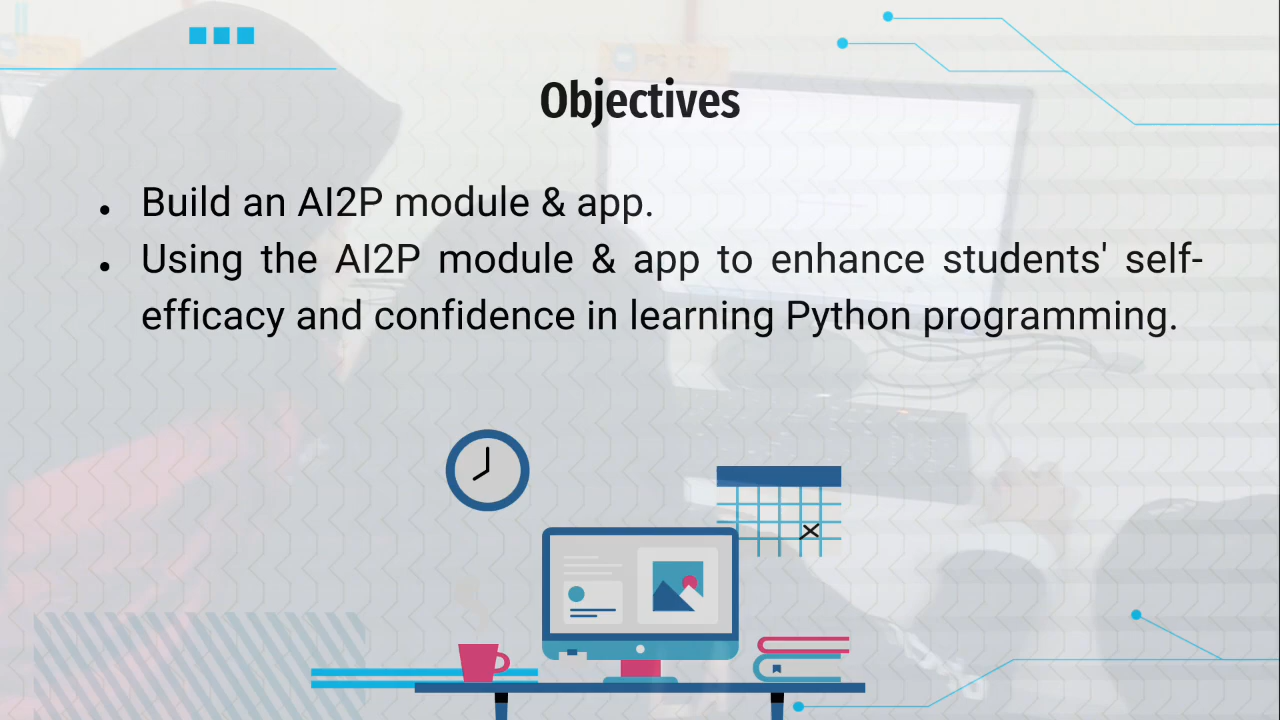 Objectives
• Build an AI2P module & app.
• Using the AI2P module & app to enhance students' self-
efficacy and confidence in learning Python programming.